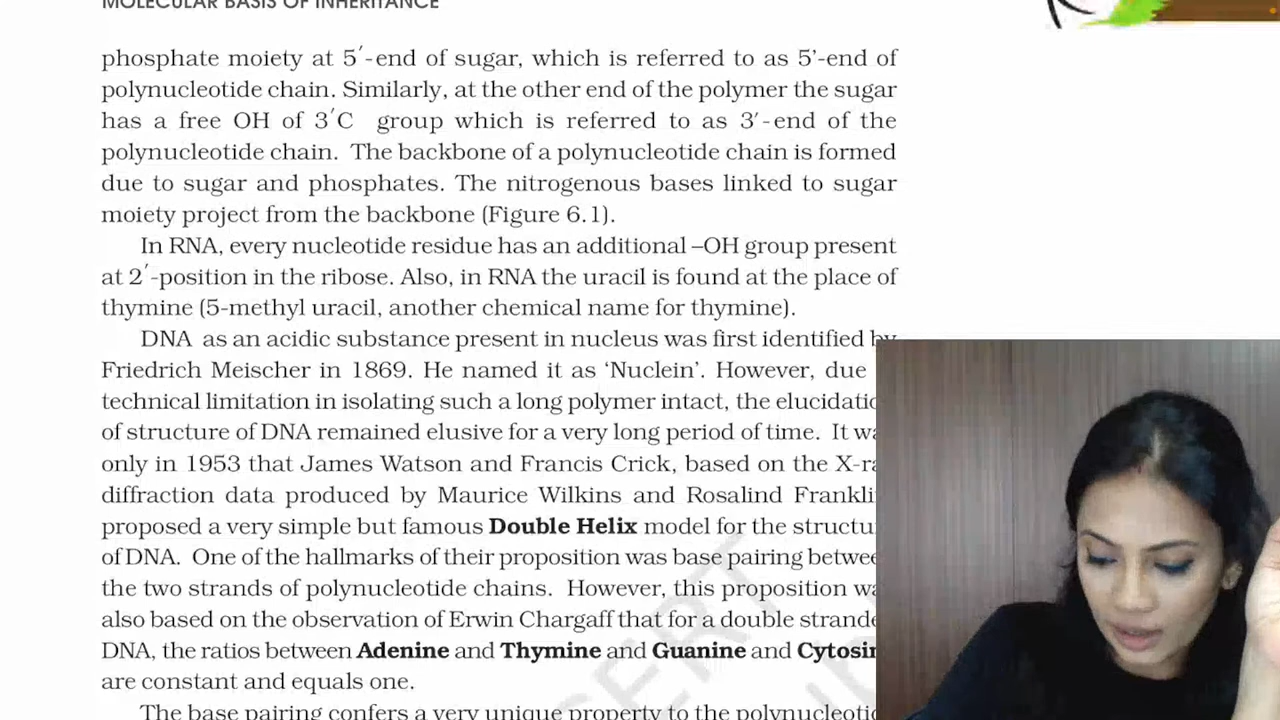 MOLECULAR BASIS OF INHERITANCE
phosphate moiety at 5′-end of sugar, which is referred to as 5’-end of
polynucleotide chain. Similarly, at the other end of the polymer the sugar
has a free OH of 3′C group which is referred to as 3′-end of the
polynucleotide chain. The backbone of a polynucleotide chain is formed
due to sugar and phosphates. The nitrogenous bases linked to sugar
moiety project from the backbone (Figure 6.1).
In RNA, every nucleotide residue has an additional –OH group present
at 2′-position in the ribose. Also, in RNA the uracil is found at the place of
thymine (5-methyl uracil, another chemical name for thymine).
DNA as an acidic substance present in nucleus was first identified by
Friedrich Meischer in 1869. He named it as ‘Nuclein’. However, due
technical limitation in isolating such a long polymer intact, the
of structure of DNA remained elusive for a very long period of time. It
only in 1953 that James Watson and Francis Crick, based on the
diffraction data produced by Maurice Wilkins and Rosalind
proposed a very simple but famous Double Helix model for the
of DNA. One of the hallmarks of their proposition was base pairing
the two strands of polynucleotide chains. However, this proposition
also based on the observation of Erwin Chargaff that for a double
DNA, the ratios between Adenine and Thymine and Guanine and
are constant and equals one.
The base pairing confers a very unique property to the